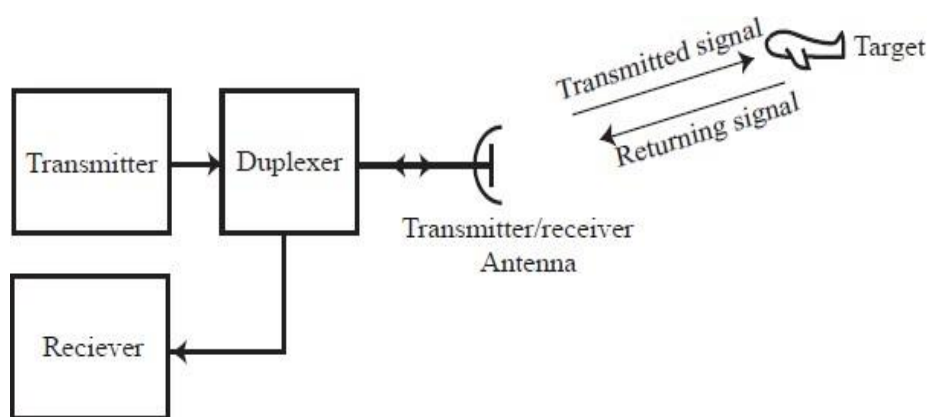 Transmitted signal
Target
Returning signal
Transmitter
Duplexer
Transmitter/receiver
Antenna
Reciever